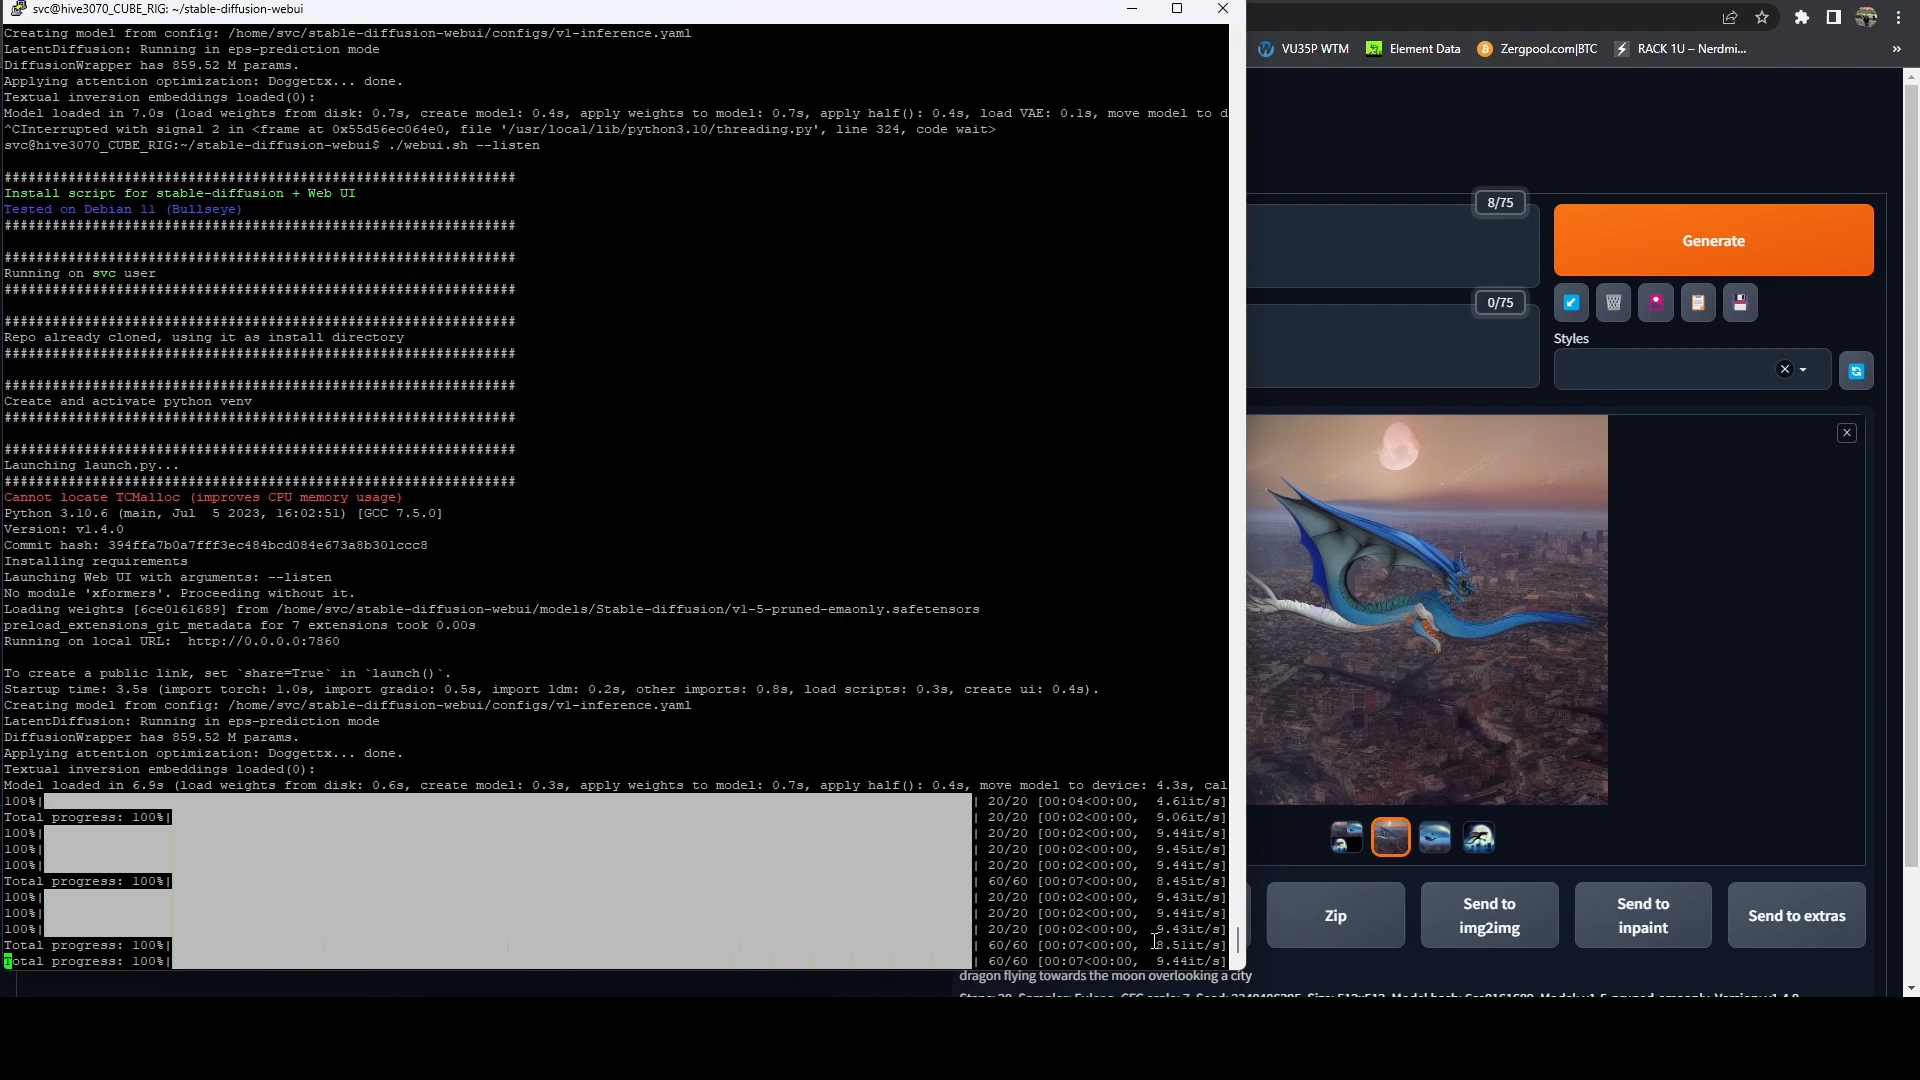 svc@hive3070_CUBE_RIG: ~/stable-diffusion-webui
Creating model from config: /home/svc/stable-diffusion-webui/configs/v1-inference.yaml
LatentDiffusion: Running in eps-prediction mode
DiffusionWrapper has 859.52 M params.
Applying attention optimization: Doggettx... done.
Textual inversion embeddings loaded(0):
Model loaded in 7.0s (load weights from disk: 0.7s, create model: 0.4s, apply weights to model: 0.7s, apply half(): 0.4s, load VAE: 0.1s, move model to d
^CInterrupted with signal 2 in <frame at 0x55d56ec064e0, file '/usr/local/lib/python3.10/threading.py', line 324, code wait>
svc@hive3070_CUBE_RIG:~/stable-diffusion-webui$ ./webui.sh --listen
################################################################
Install script for stable-diffusion + Web UI
Tested on Debian 11 (Bullseye)
################################################################
################################################################
Running on svc user
################################################################
################################################################
Repo already cloned, using it as install directory
################################################################
################################################################
Create and activate python venv
################################################################
################################################################
Launching launch.py...
################################################################
Cannot locate TCMalloc (improves CPU memory usage)
Python 3.10.6 (main, Jul  5 2023, 16:02:51) [GCC 7.5.0]
Version: v1.4.0
Commit hash: 394ffa7b0a7fff3ec484bcd084e673a8b301ccc8
Installing requirements
Launching Web UI with arguments: --listen
No module 'xformers'. Proceeding without it.
Loading weights [6ce0161689] from /home/svc/stable-diffusion-webui/models/Stable-diffusion/v1-5-pruned-emaonly.safetensors
preload_extensions_git_metadata for 7 extensions took 0.00s
Running on local URL:  http://0.0.0.0:7860
To create a public link, set `share=True` in `launch()`.
Startup time: 3.5s (import torch: 1.0s, import gradio: 0.5s, import ldm: 0.2s, other imports: 0.8s, load scripts: 0.3s, create ui: 0.4s).
Creating model from config: /home/svc/stable-diffusion-webui/configs/v1-inference.yaml
LatentDiffusion: Running in eps-prediction mode
DiffusionWrapper has 859.52 M params.
Applying attention optimization: Doggettx... done.
Textual inversion embeddings loaded(0):
Model loaded in 6.9s (load weights from disk: 0.6s, create model: 0.3s, apply weights to model: 0.7s, apply half(): 0.4s, move model to device: 4.3s, cal
100%| | 20/20 [00:04<00:00,  4.61it/s]
Total progress: 100%| | 20/20 [00:02<00:00,  9.06it/s]
100%| | 20/20 [00:02<00:00,  9.44it/s]
100%| | 20/20 [00:02<00:00,  9.45it/s]
100%| | 20/20 [00:02<00:00,  9.44it/s]
Total progress: 100%| | 60/60 [00:07<00:00,  8.45it/s]
100%| | 20/20 [00:02<00:00,  9.43it/s]
100%| | 20/20 [00:02<00:00,  9.44it/s]
100%| | 20/20 [00:02<00:00,  9.43it/s]
Total progress: 100%| | 60/60 [00:07<00:00,  8.51it/s]
Total progress: 100%| | 60/60 [00:07<00:00,  9.44it/s]
VU35P WTM
Element Data
Zergpool.com|BTC
RACK 1U – Nerdmi...
»
8/75
Generate
0/75
Styles
Zip
Send to
img2img
Send to
inpaint
Send to extras
dragon flying towards the moon overlooking a city